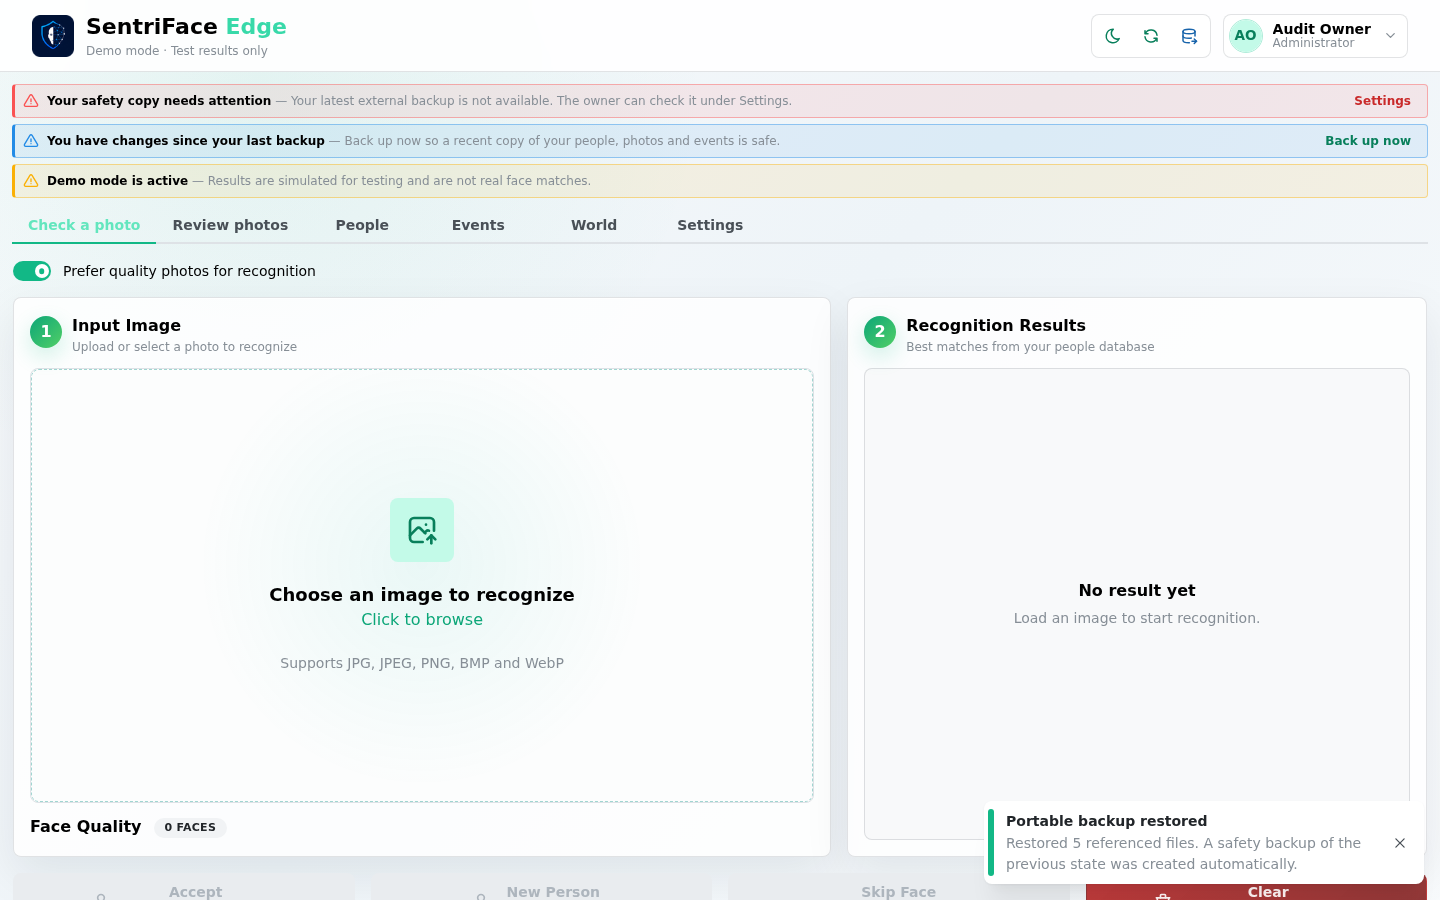 SentriFace Edge
Demo mode · Test results only
AO
Audit Owner
Administrator
Your safety copy needs attention — Your latest external backup is not available. The owner can check it under Settings.
Settings
You have changes since your last backup — Back up now so a recent copy of your people, photos and events is safe.
Back up now
Demo mode is active — Results are simulated for testing and are not real face matches.
Check a photo
Review photos
People
Events
World
Settings
Prefer quality photos for recognition
1
Input Image
Upload or select a photo to recognize
Choose an image to recognize
Click to browse
Supports JPG, JPEG, PNG, BMP and WebP
Face Quality
0 FACES
2
Recognition Results
Best matches from your people database
No result yet
Load an image to start recognition.
Portable backup restored
Restored 5 referenced files. A safety backup of the
previous state was created automatically.
Accept
New Person
Skip Face
Clear